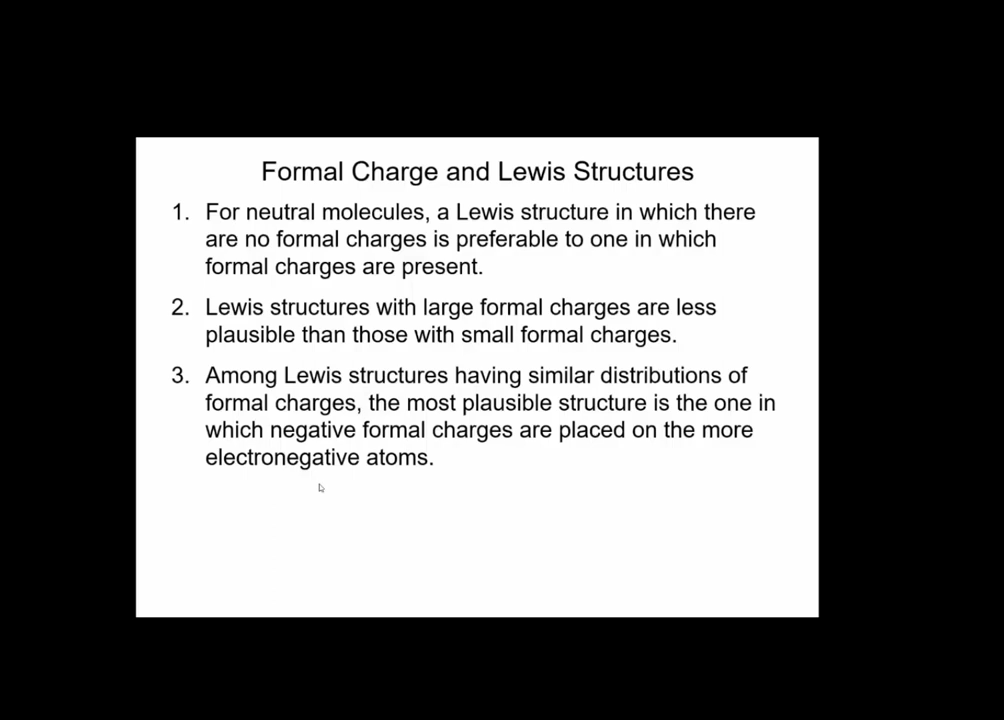 Formal Charge and Lewis Structures
1. For neutral molecules, a Lewis structure in which there
are no formal charges is preferable to one in which
formal charges are present.
2. Lewis structures with large formal charges are less
plausible than those with small formal charges.
3. Among Lewis structures having similar distributions of
formal charges, the most plausible structure is the one in
which negative formal charges are placed on the more
electronegative atoms.